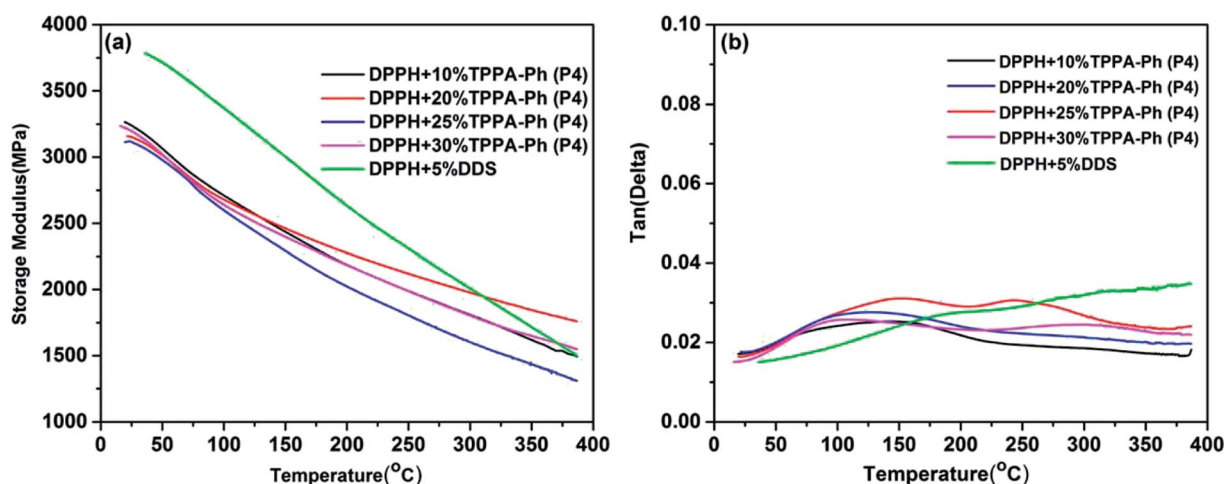 (a)
4000
3500
3000
2500
2000
1500
1000
Storage Modulus(MPa)
DPPH+10%TPPA-Ph (P4)
DPPH+20%TPPA-Ph (P4)
DPPH+25%TPPA-Ph (P4)
DPPH+30%TPPA-Ph (P4)
DPPH+5%DDS
0 50 100 150 200 250 300 350 400
Temperature(°C)
(b)
0.10
0.08
0.06
0.04
0.02
0.00
Tan(Delta)
DPPH+10%TPPA-Ph (P4)
DPPH+20%TPPA-Ph (P4)
DPPH+25%TPPA-Ph (P4)
DPPH+30%TPPA-Ph (P4)
DPPH+5%DDS
0 50 100 150 200 250 300 350 400
Temperature(°C)